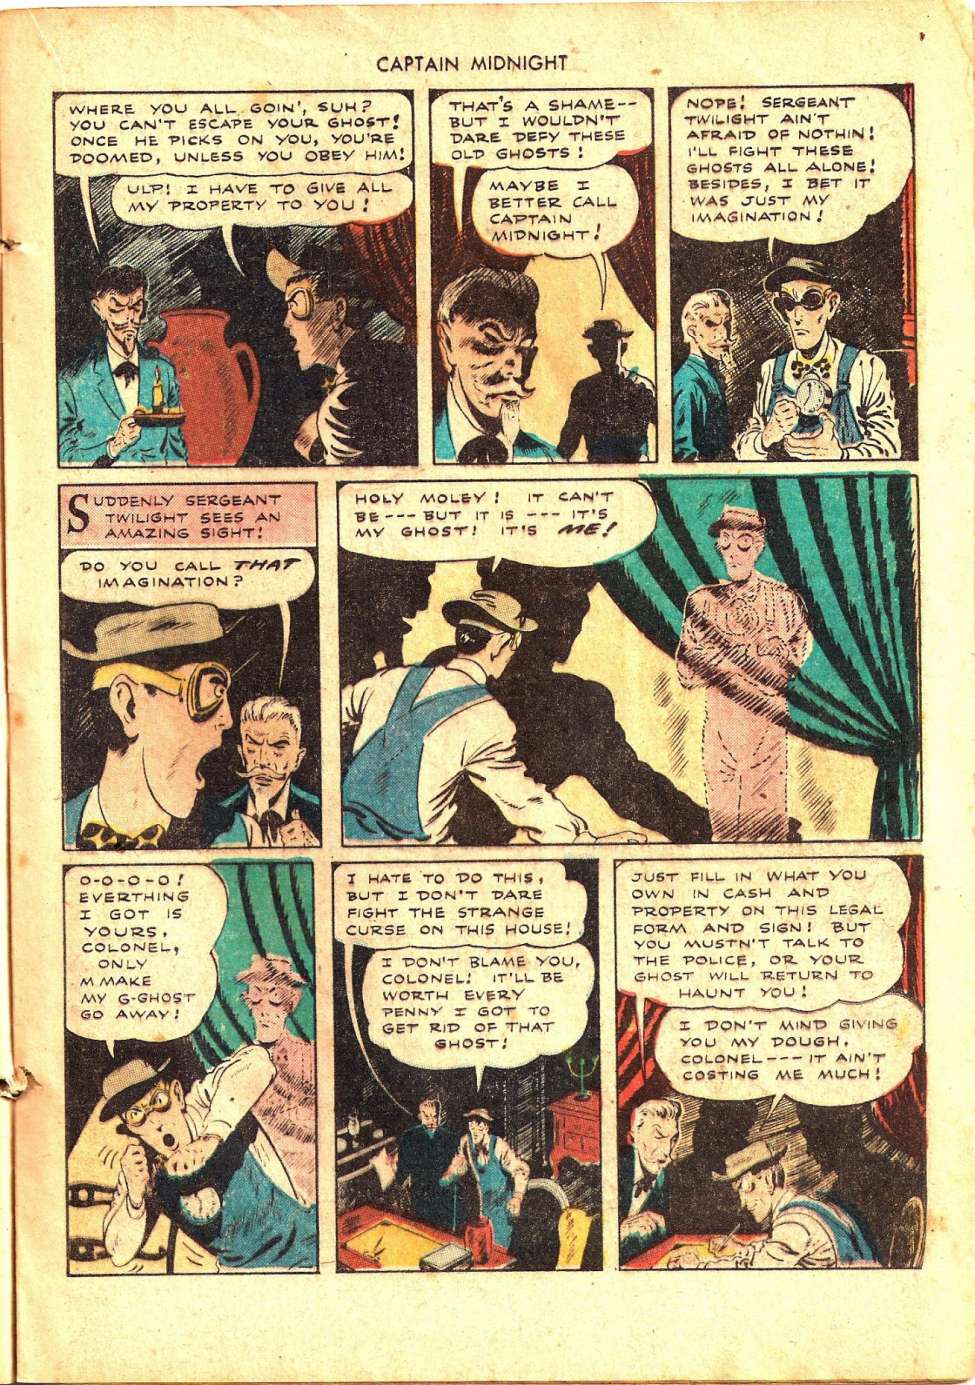 CAPTAIN MIDNIGHT
WHERE YOU ALL GOIN', SUH?
YOU CAN'T ESCAPE YOUR GHOST!
ONCE HE PICKS ON YOU, YOU'RE
DOOMED, UNLESS YOU OBEY HIM!
ULP! I HAVE TO GIVE ALL
MY PROPERTY TO YOU!
THAT'S A SHAME--
BUT I WOULDN'T
DARE DEFY THESE
OLD GHOSTS!
MAYBE I
BETTER CALL
CAPTAIN
MIDNIGHT!
NOPE! SERGEANT
TWILIGHT AIN'T
AFRAID OF NOTHIN!
I'LL FIGHT THESE
GHOSTS ALL ALONE!
BESIDES, I BET IT
WAS JUST MY
IMAGINATION!
SUDDENLY SERGEANT
TWILIGHT SEES AN
AMAZING SIGHT!
DO YOU CALL THAT
IMAGINATION?
HOLY MOLEY! IT CAN'T
BE --- BUT IT IS --- IT'S
MY GHOST! IT'S ME!
O-O-O-O!
EVERTHING
I GOT IS
YOURS,
COLONEL,
ONLY
M.MAKE
MY G-GHOST
GO AWAY!
I HATE TO DO THIS,
BUT I DON'T DARE
FIGHT THE STRANGE
CURSE ON THIS HOUSE!
I DON'T BLAME YOU,
COLONEL! IT'LL BE
WORTH EVERY
PENNY I GOT TO
GET RID OF THAT
GHOST!
JUST FILL IN WHAT YOU
OWN IN CASH AND
PROPERTY ON THIS LEGAL
FORM AND SIGN! BUT
YOU MUSTN'T TALK TO
THE POLICE, OR YOUR
GHOST WILL RETURN TO
HAUNT YOU!
I DON'T MIND GIVING
YOU MY DOUGH,
COLONEL --- IT AIN'T
COSTING ME MUCH!